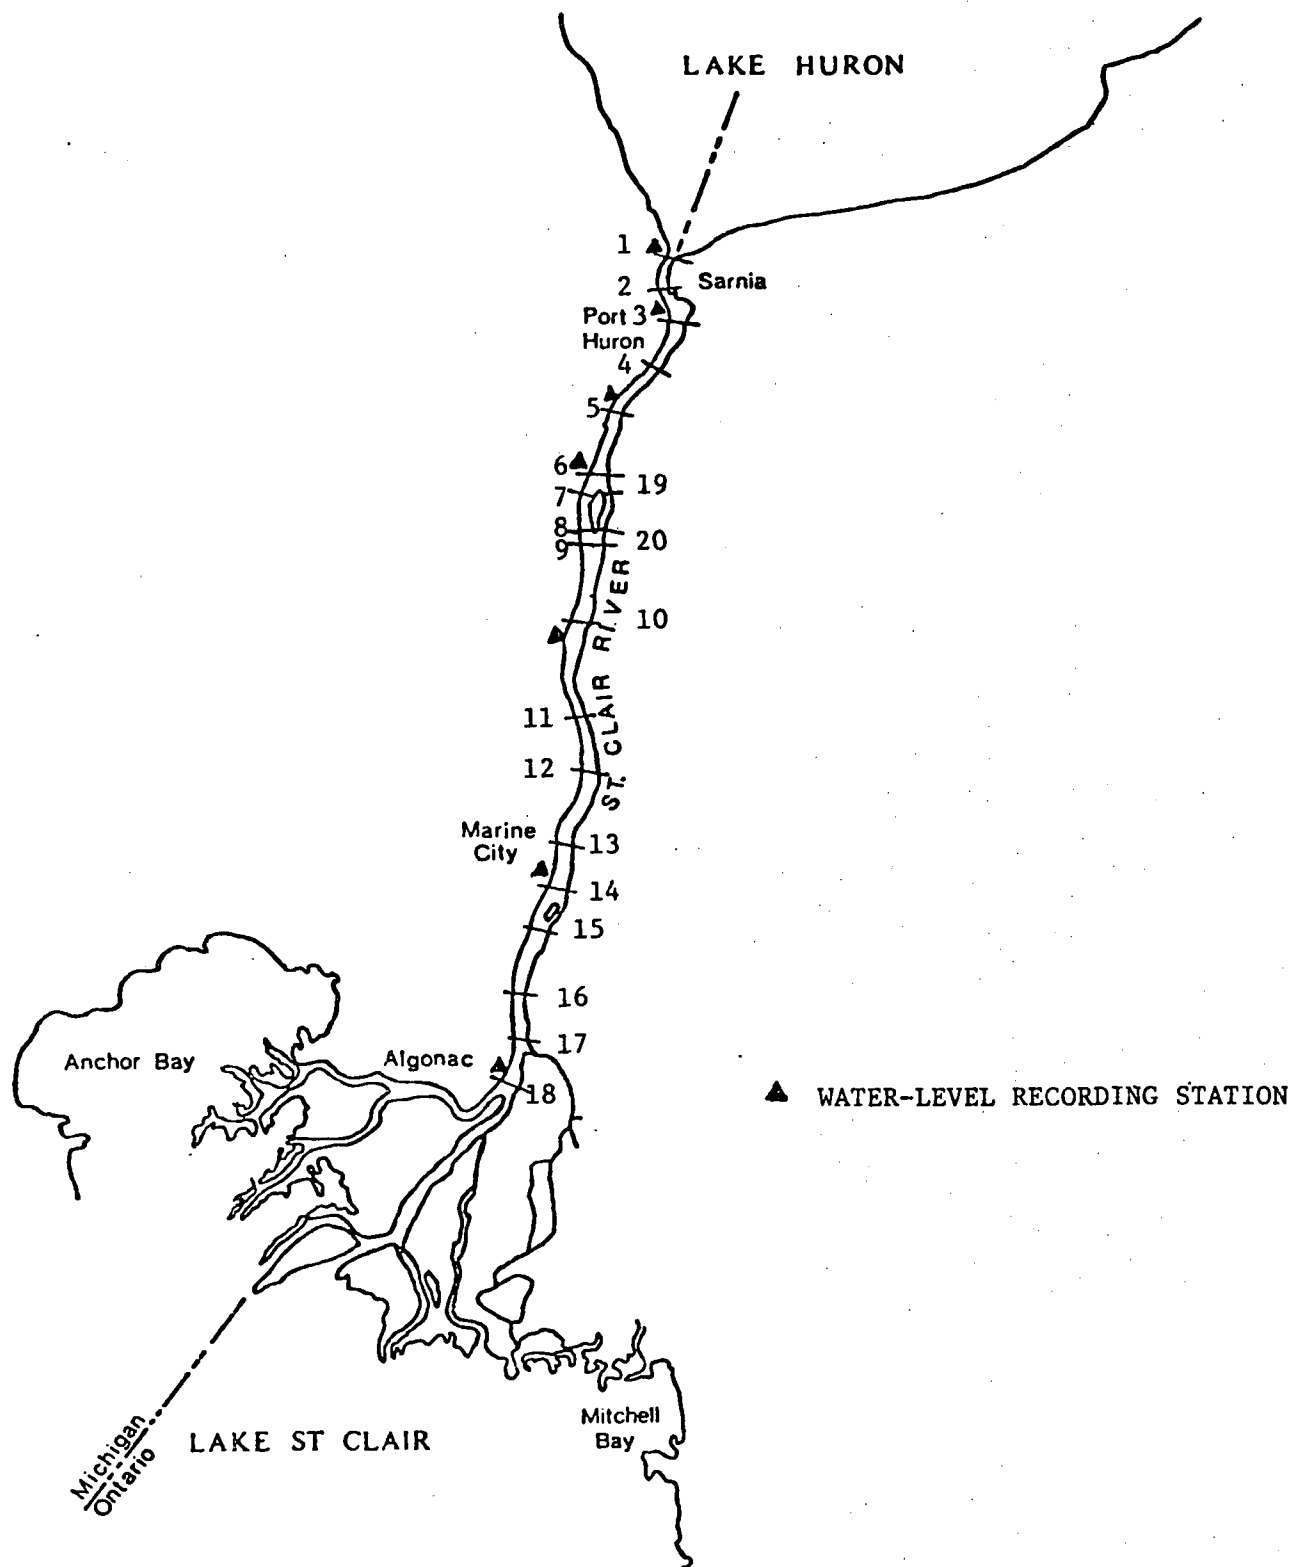 LAKE HURON
1
2
Sarnia
Port 3
Huron
4
5
6
19
7
8
20
9
10
ST. CLAIR RIVER
11
12
Marine
City
13
14
15
16
17
Anchor Bay
Algonac
18
▲ WATER-LEVEL RECORDING STATION
Mitchell
Bay
LAKE ST CLAIR
Michigan
Ontario